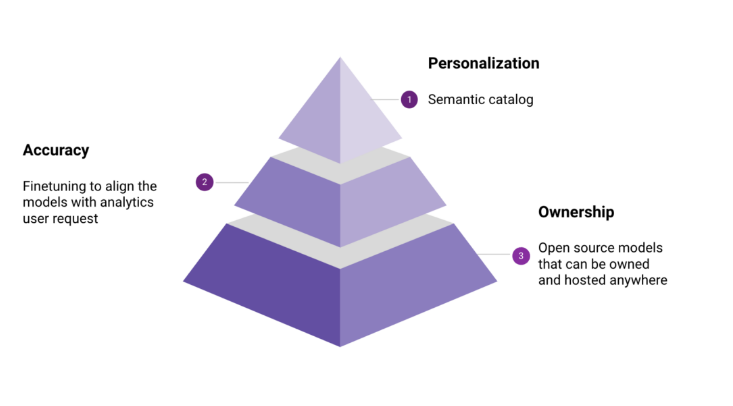 Personalization
1
Semantic catalog
Accuracy
2
Finetuning to align the
models with analytics
user request
Ownership
3
Open source models
that can be owned
and hosted anywhere